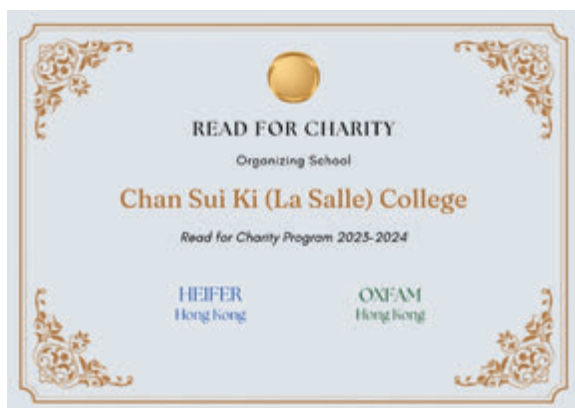 READ FOR CHARITY
Organizing School
Chan Sui Ki (La Salle) College
Read for Charity Program 2023-2024
HEIFER
Hong Kong
OXFAM
Hong Kong